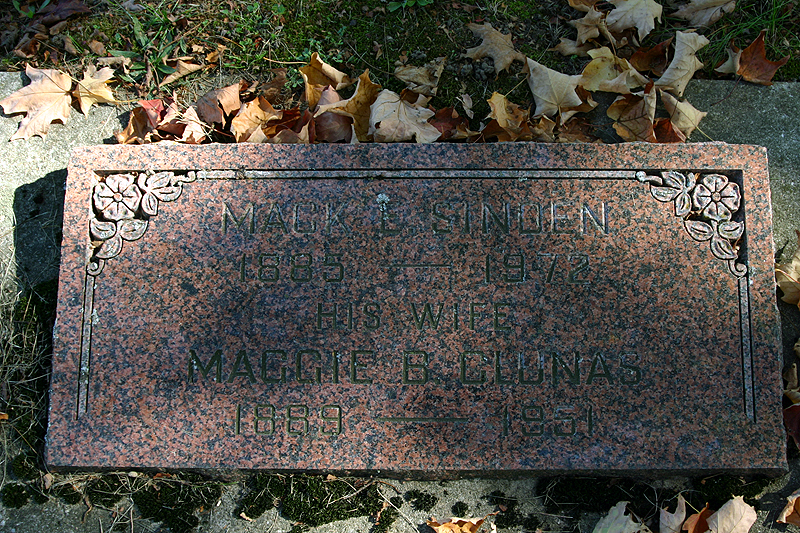 MACK L. SINDEN
1885 — 1972
HIS WIFE
MAGGIE B. CLUNAS
1889 — 1951